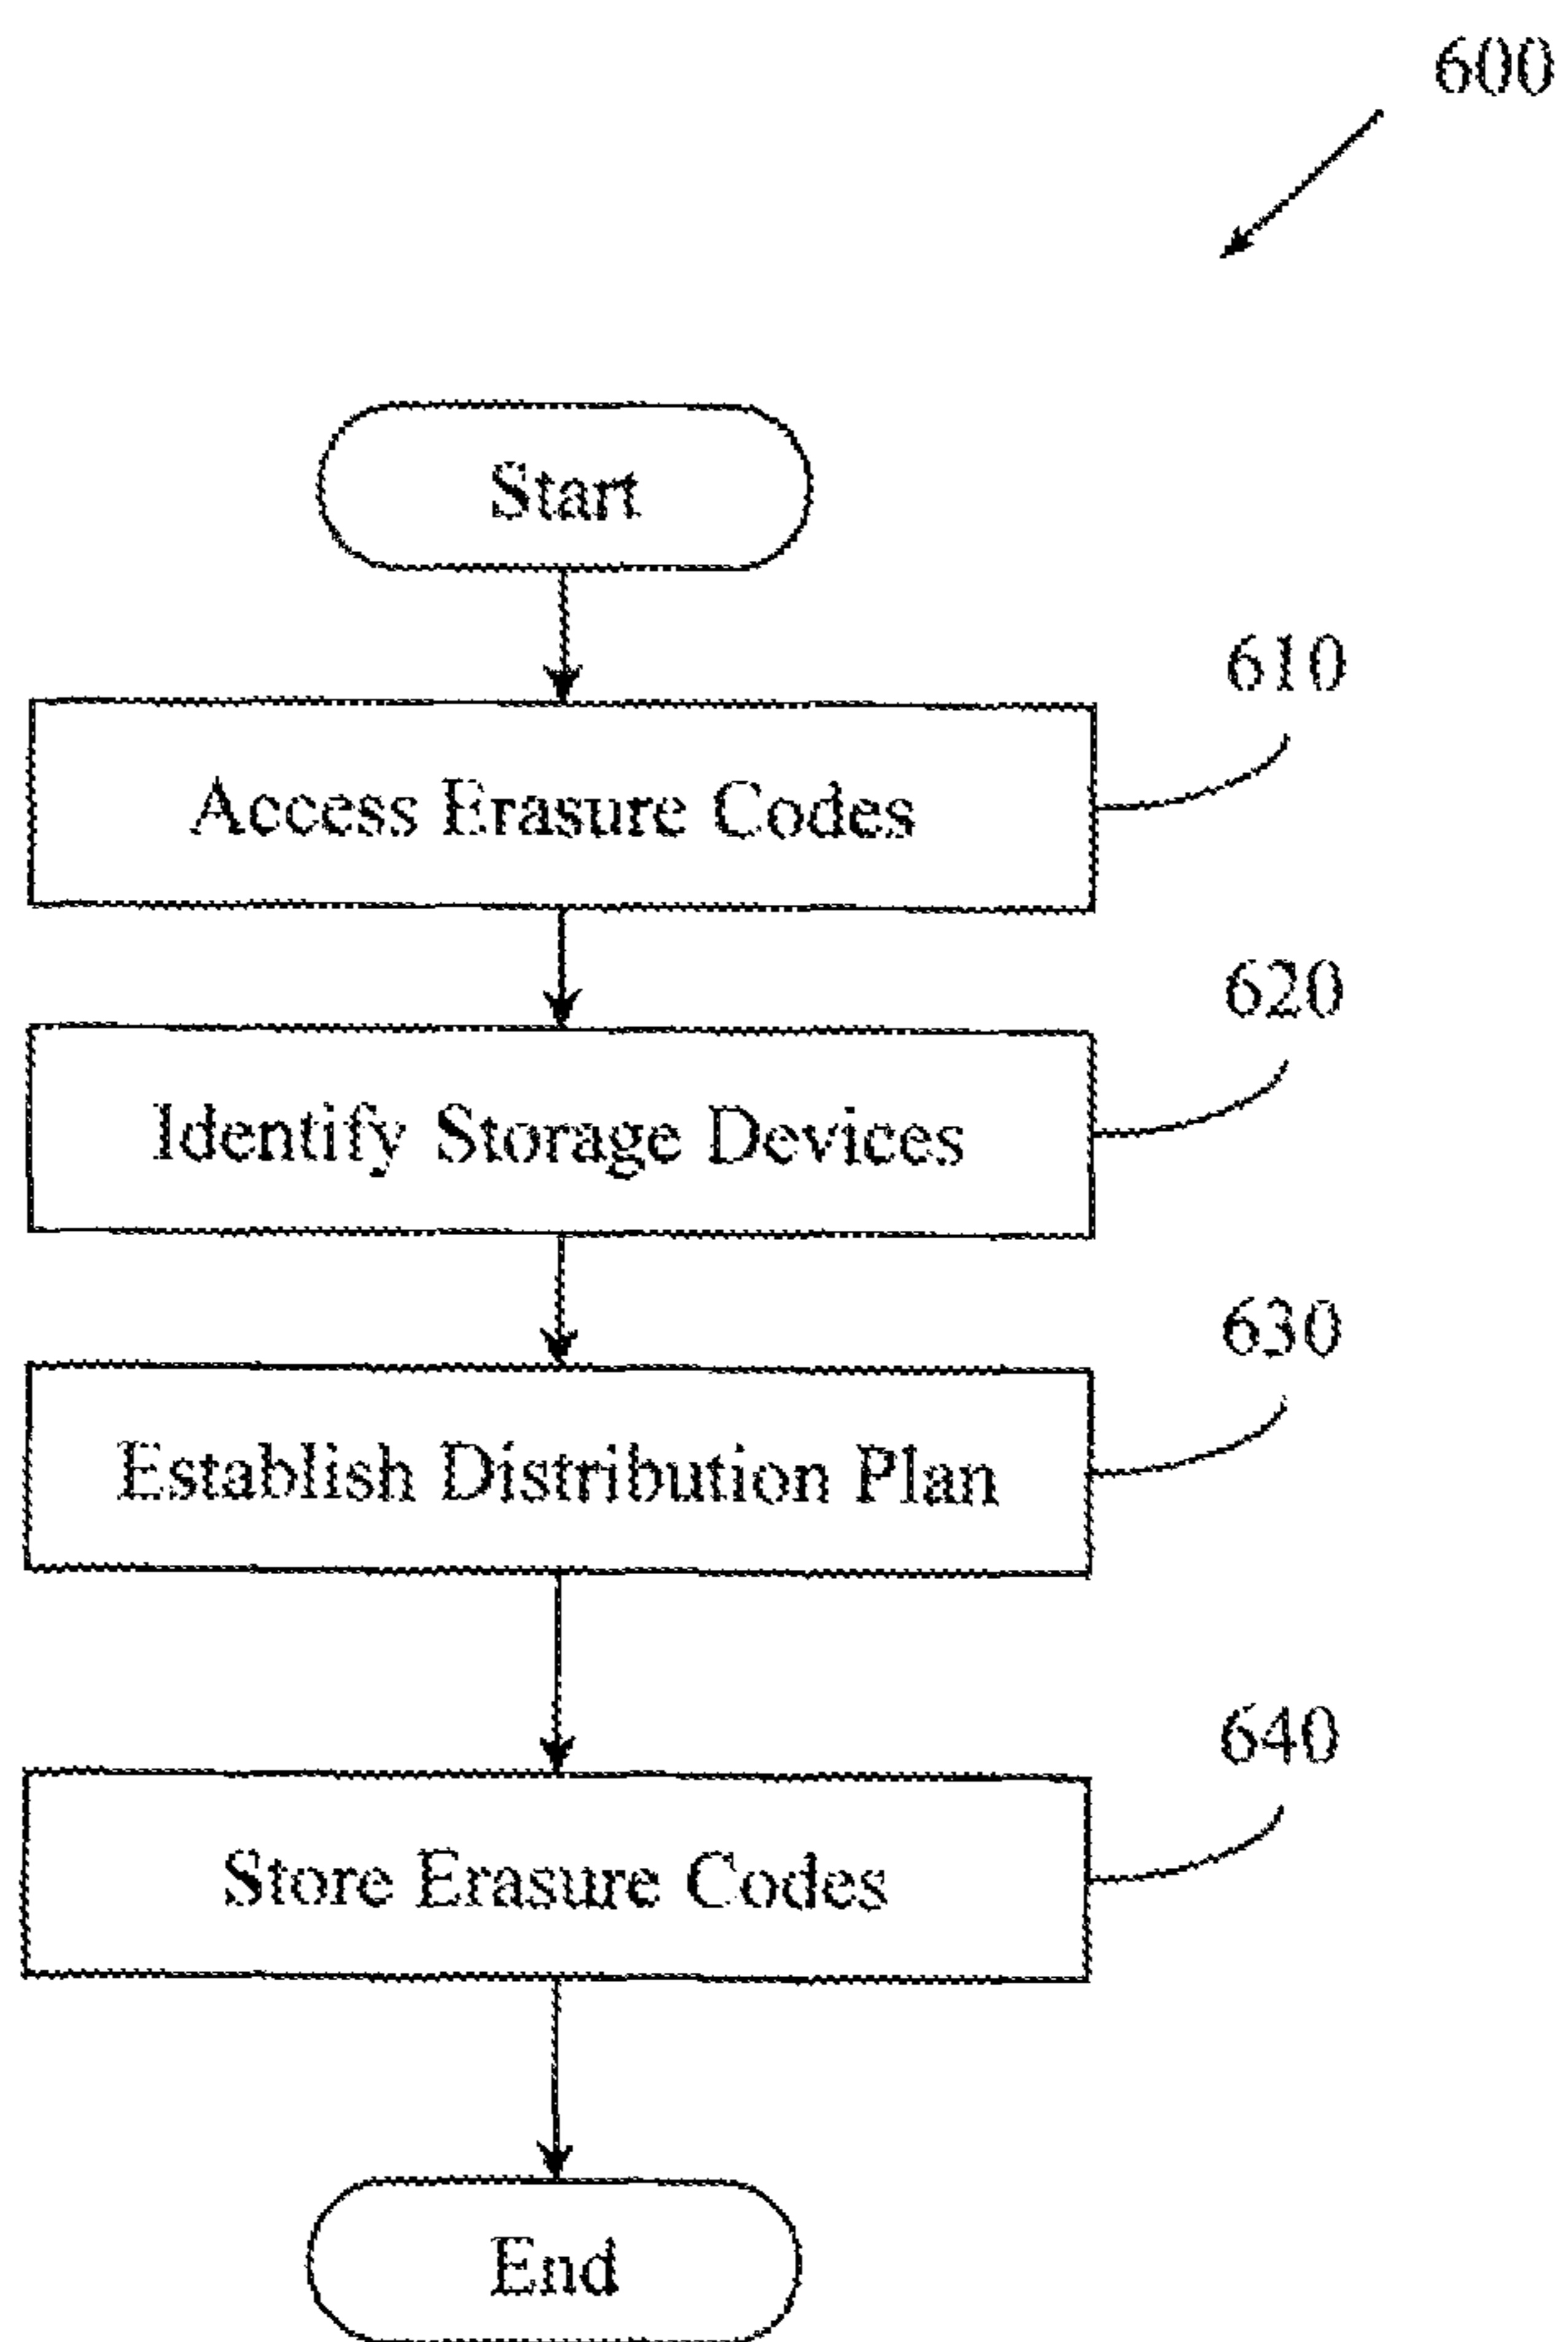 600
Start
610
Access Erasure Codes
620
Identify Storage Devices
630
Establish Distribution Plan
640
Store Erasure Codes
End